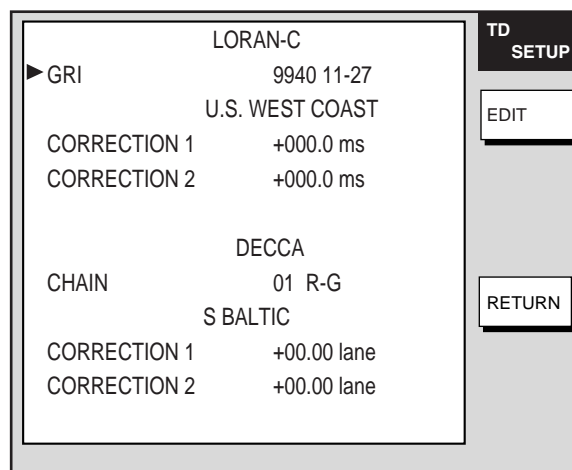 LORAN-C
GRI 9940 11-27
U.S. WEST COAST
CORRECTION 1 +000.0 ms
CORRECTION 2 +000.0 ms
DECCA
CHAIN 01 R-G
S BALTIC
CORRECTION 1 +00.00 lane
CORRECTION 2 +00.00 lane
TD
SETUP
EDIT
RETURN